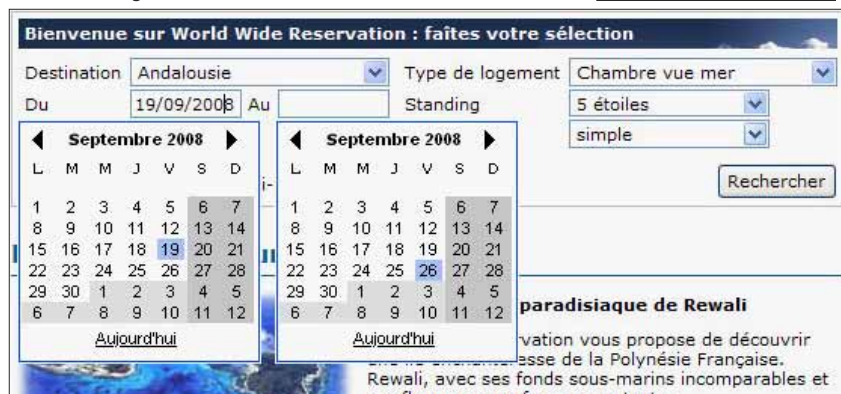 Bienvenue sur World Wide Reservation : faîtes votre sélection
Destination Andalousie Type de logement Chambre vue mer
Du 19/09/2008 Au Standing 5 étoiles
simple
Rechercher
Septembre 2008
L M M J V S D
1 2 3 4 5 6 7
8 9 10 11 12 13 14
15 16 17 18 19 20 21
22 23 24 25 26 27 28
29 30 1 2 3 4 5
6 7 8 9 10 11 12
Aujourd'hui
Septembre 2008
L M M J V S D
1 2 3 4 5 6 7
8 9 10 11 12 13 14
15 16 17 18 19 20 21
22 23 24 25 26 27 28
29 30 1 2 3 4 5
6 7 8 9 10 11 12
Aujourd'hui
paradisiaque de Rewali
vous propose de découvrir
de la Polynésie Française.
Rewali, avec ses fonds sous-marins incomparables et